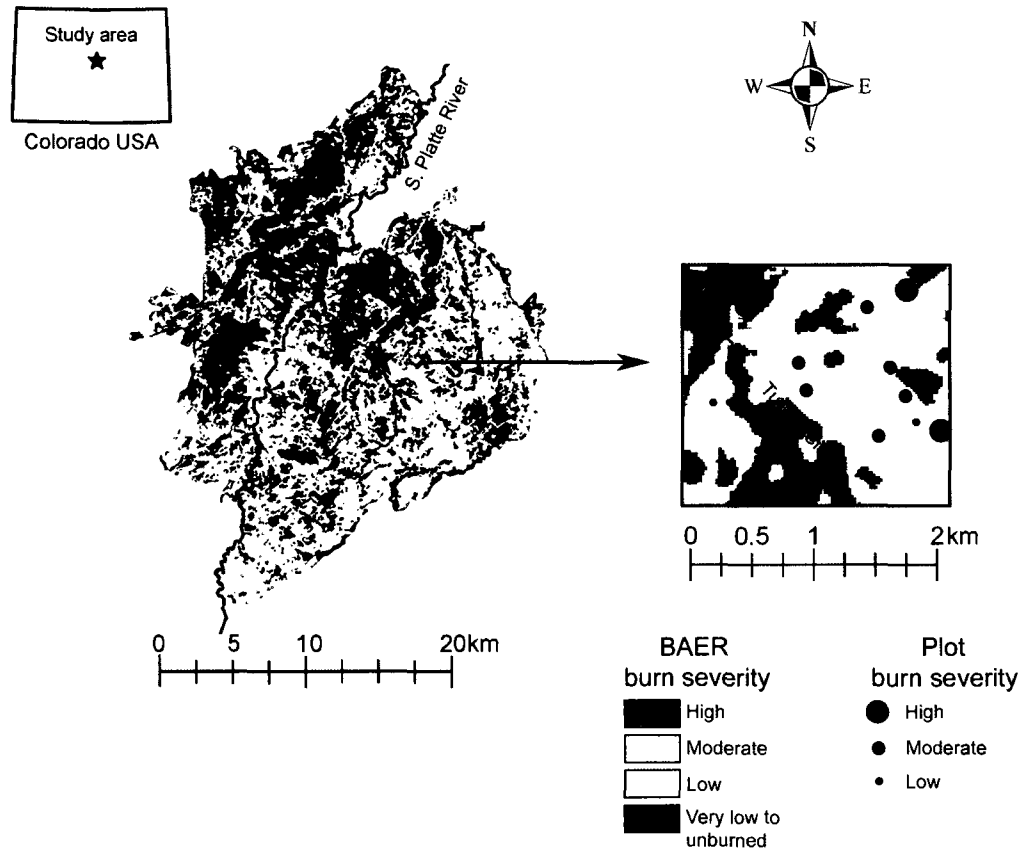 Study area
Colorado USA
S. Platte River
N
W
E
S
0 0.5 1 2km
0 5 10 20km
BAER
burn severity
High
Moderate
Low
Very low to
unburned
Plot
burn severity
High
Moderate
Low